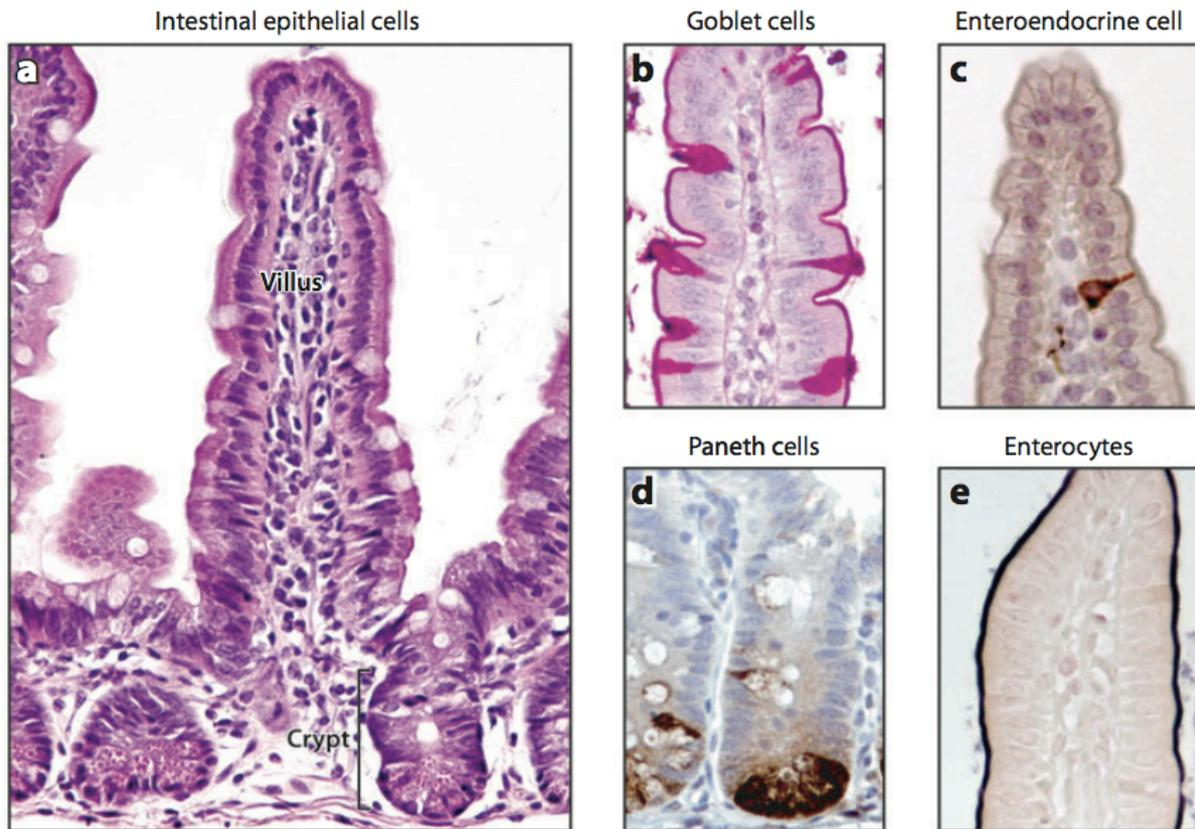 Intestinal epithelial cells
a
Villus
Crypt
Goblet cells
b
Enteroendocrine cell
c
Paneth cells
d
Enterocytes
e